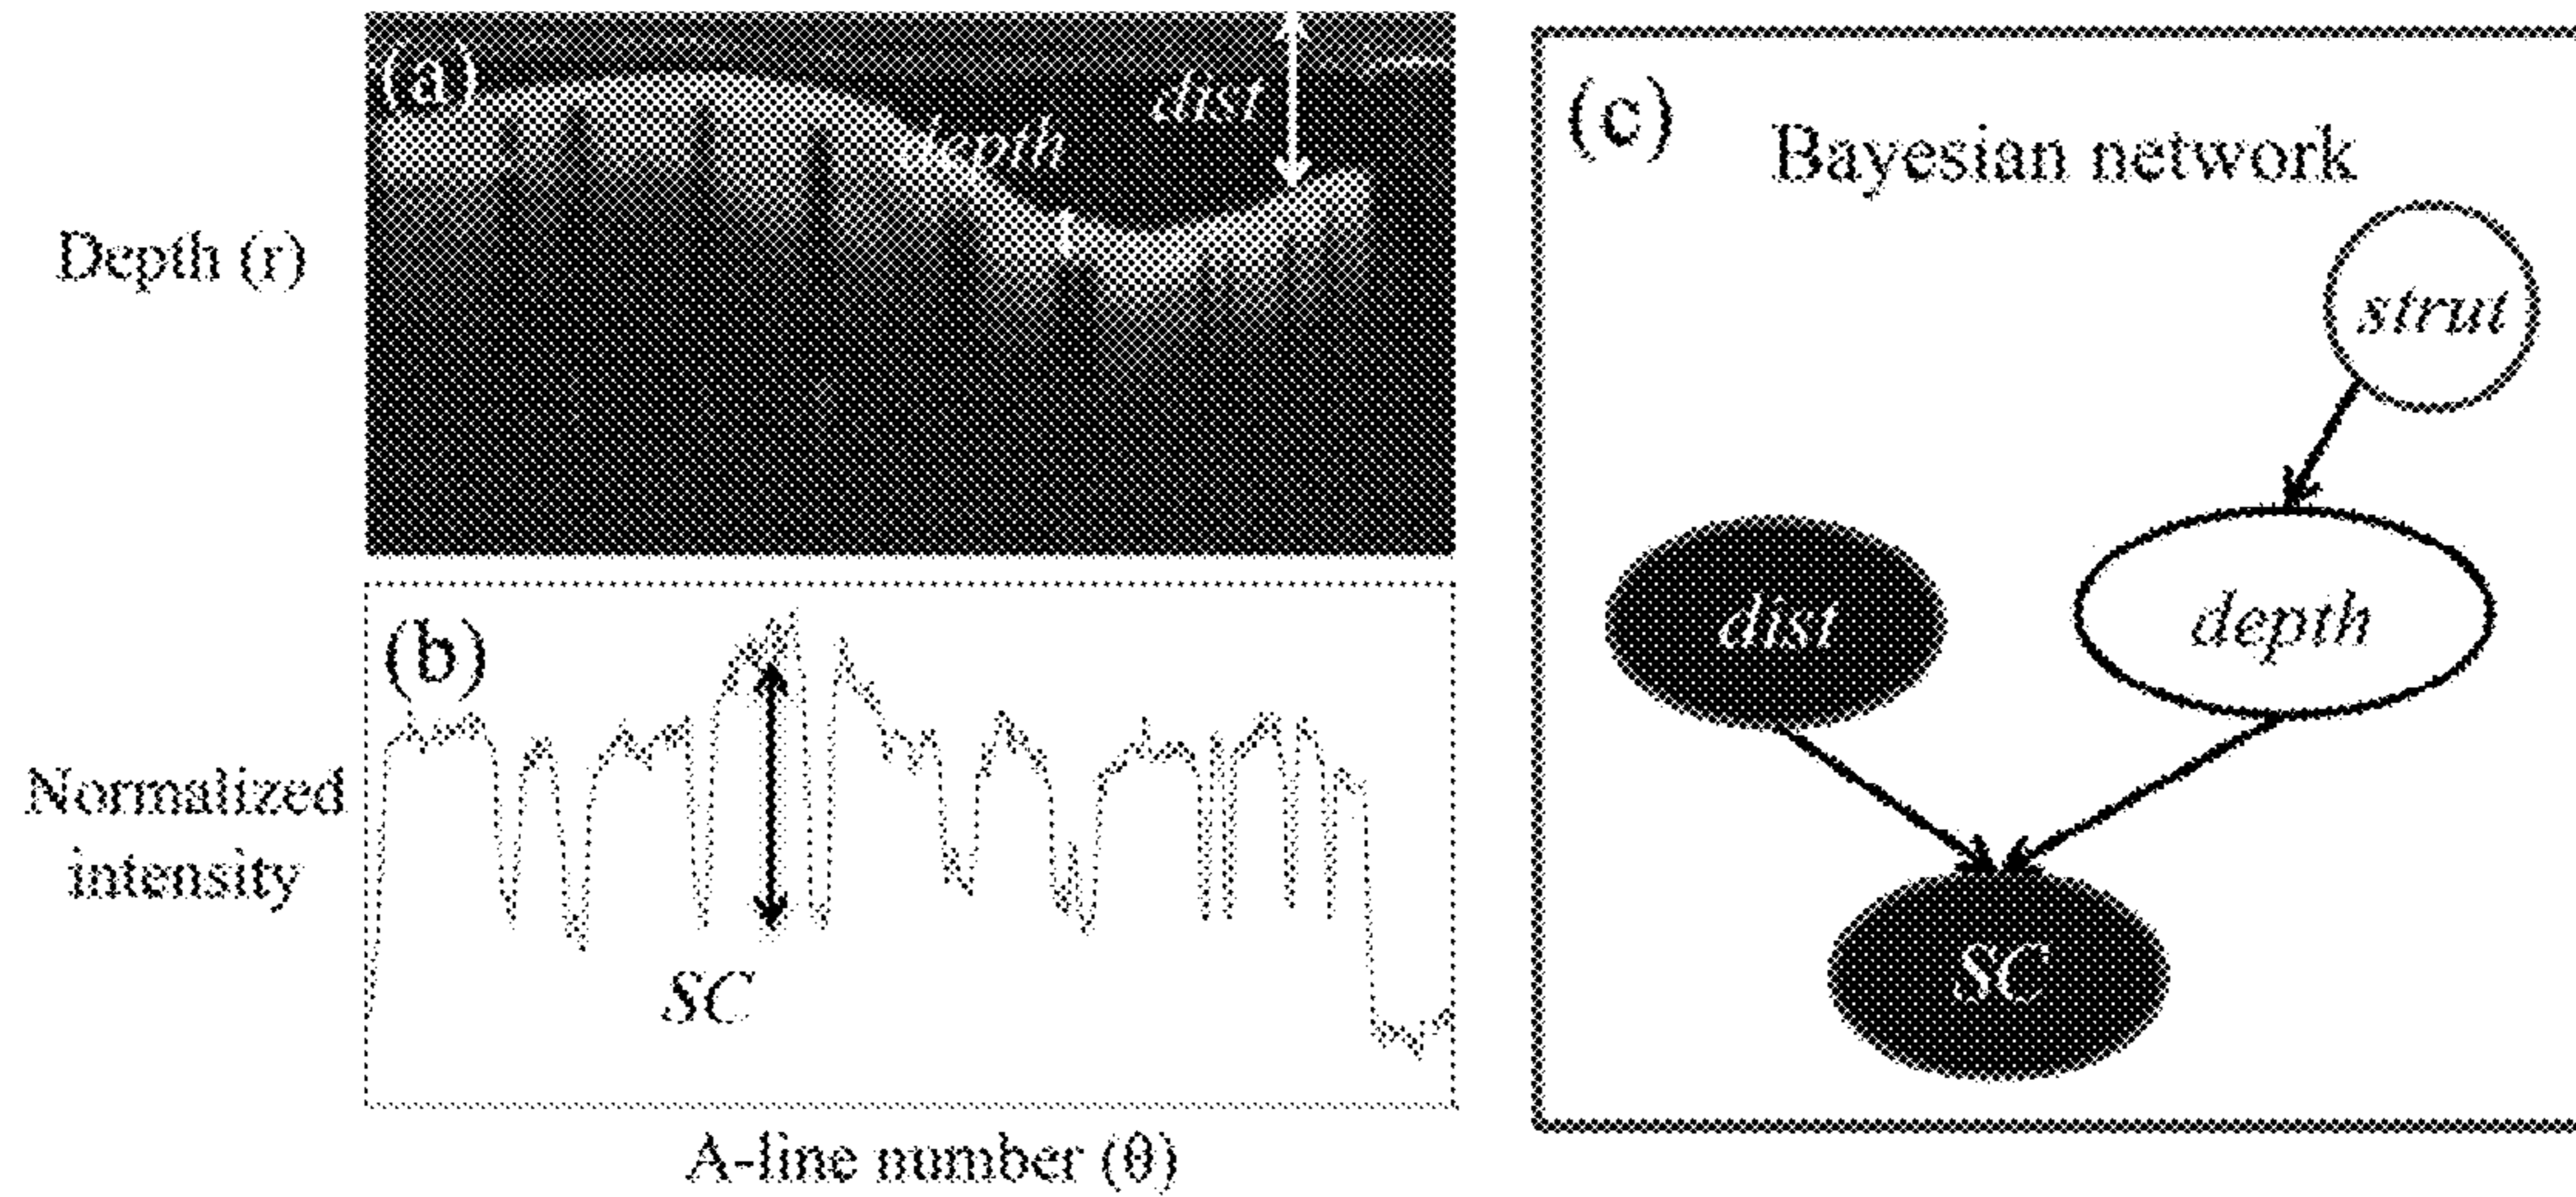 (a)
dist
depth
Depth (r)
(b)
SC
Normalized
intensity
A-line number (θ)
(c)
Bayesian network
strut
dist
depth
SC